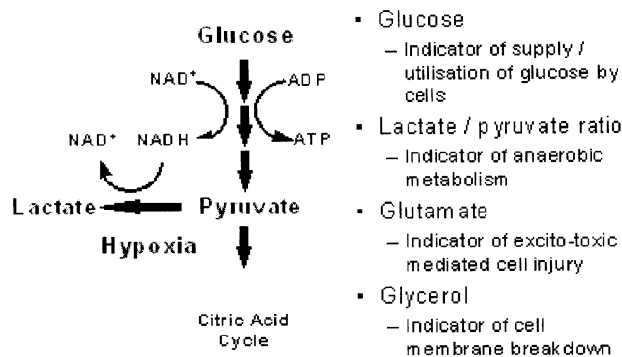 Glucose
NAD+
ADP
NAD+
NADH
ATP
Lactate
Pyruvate
Hypoxia
Citric Acid
Cycle
▪ Glucose
– Indicator of supply /
utilisation of glucose by
cells
▪ Lactate / pyruvate ratio
– Indicator of anaerobic
metabolism
▪ Glutamate
– Indicator of excito-toxic
mediated cell injury
▪ Glycerol
– Indicator of cell
membrane breakdown